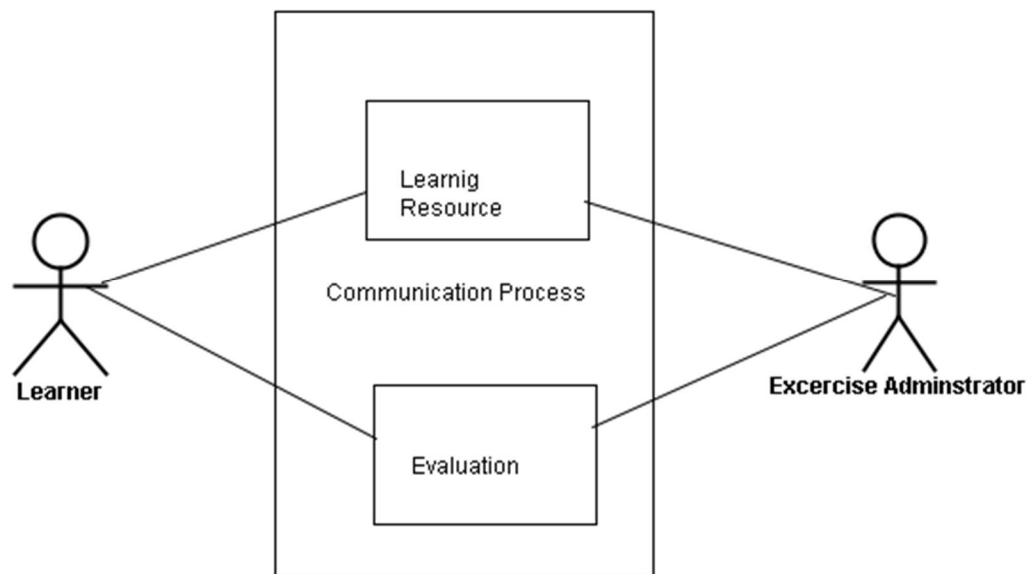 Learnig
Resource
Communication Process
Learner
Excercise Adminstrator
Evaluation